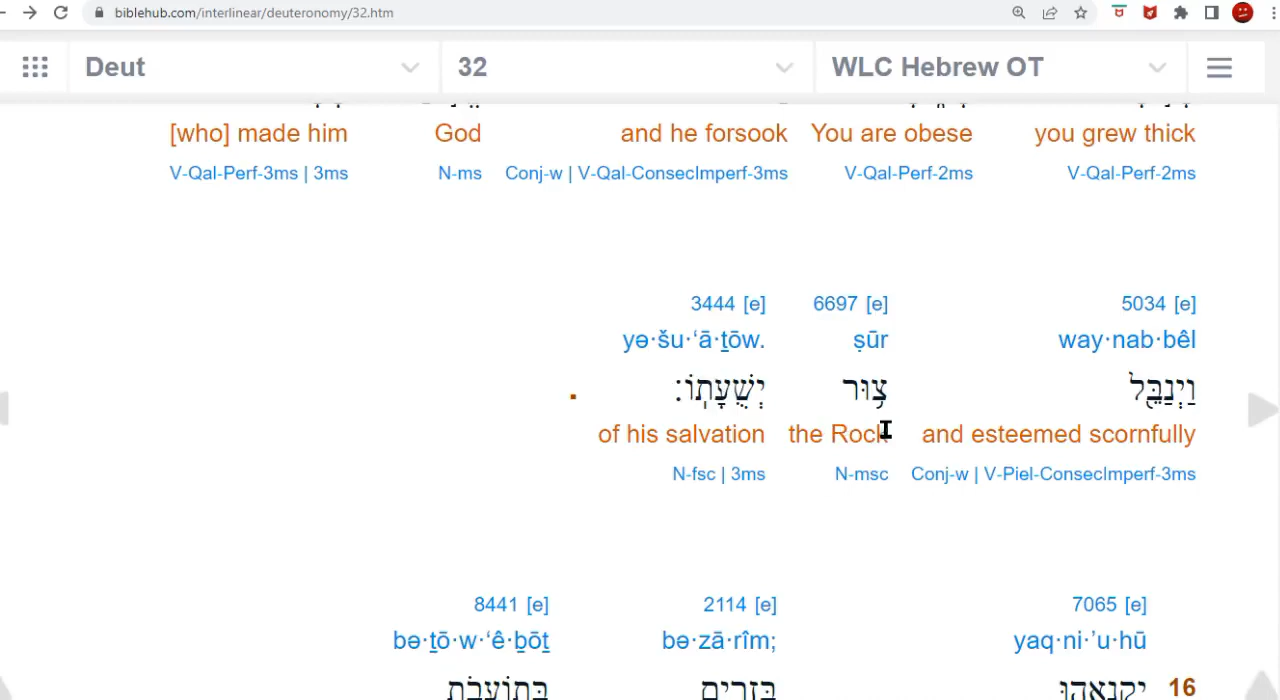 biblehub.com/interlinear/deuteronomy/32.htm
Deut 32 WLC Hebrew OT
[who] made him God and he forsook You are obese you grew thick
V-Qal-Perf-3ms | 3ms N-ms Conj-w | V-Qal-ConsecImperf-3ms V-Qal-Perf-2ms V-Qal-Perf-2ms
3444 [e] 6697 [e] 5034 [e]
yə·šu·‘ā·ṯōw. ṣūr way·nab·bêl
וַיְנַבֵּ֖ל צ֥וּר יְשֻׁעָתֽוֹ׃ .
of his salvation the Rock and esteemed scornfully
N-fsc | 3ms N-msc Conj-w | V-Piel-ConsecImperf-3ms
8441 [e] 2114 [e] 7065 [e]
bə·ṯō·w·‘ê·ḇōṯ bə·zā·rîm; yaq·ni·’u·hū
16 יקנאהו בזרים בתועבת